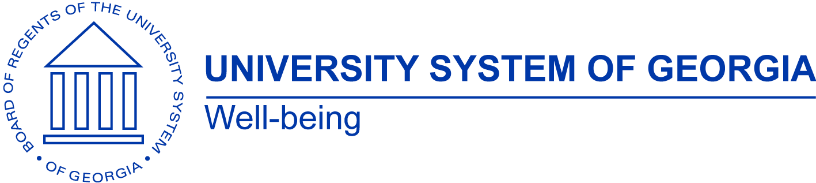 BOARD OF REGENTS OF THE UNIVERSITY SYSTEM
• OF GEORGIA •
UNIVERSITY SYSTEM OF GEORGIA
Well-being